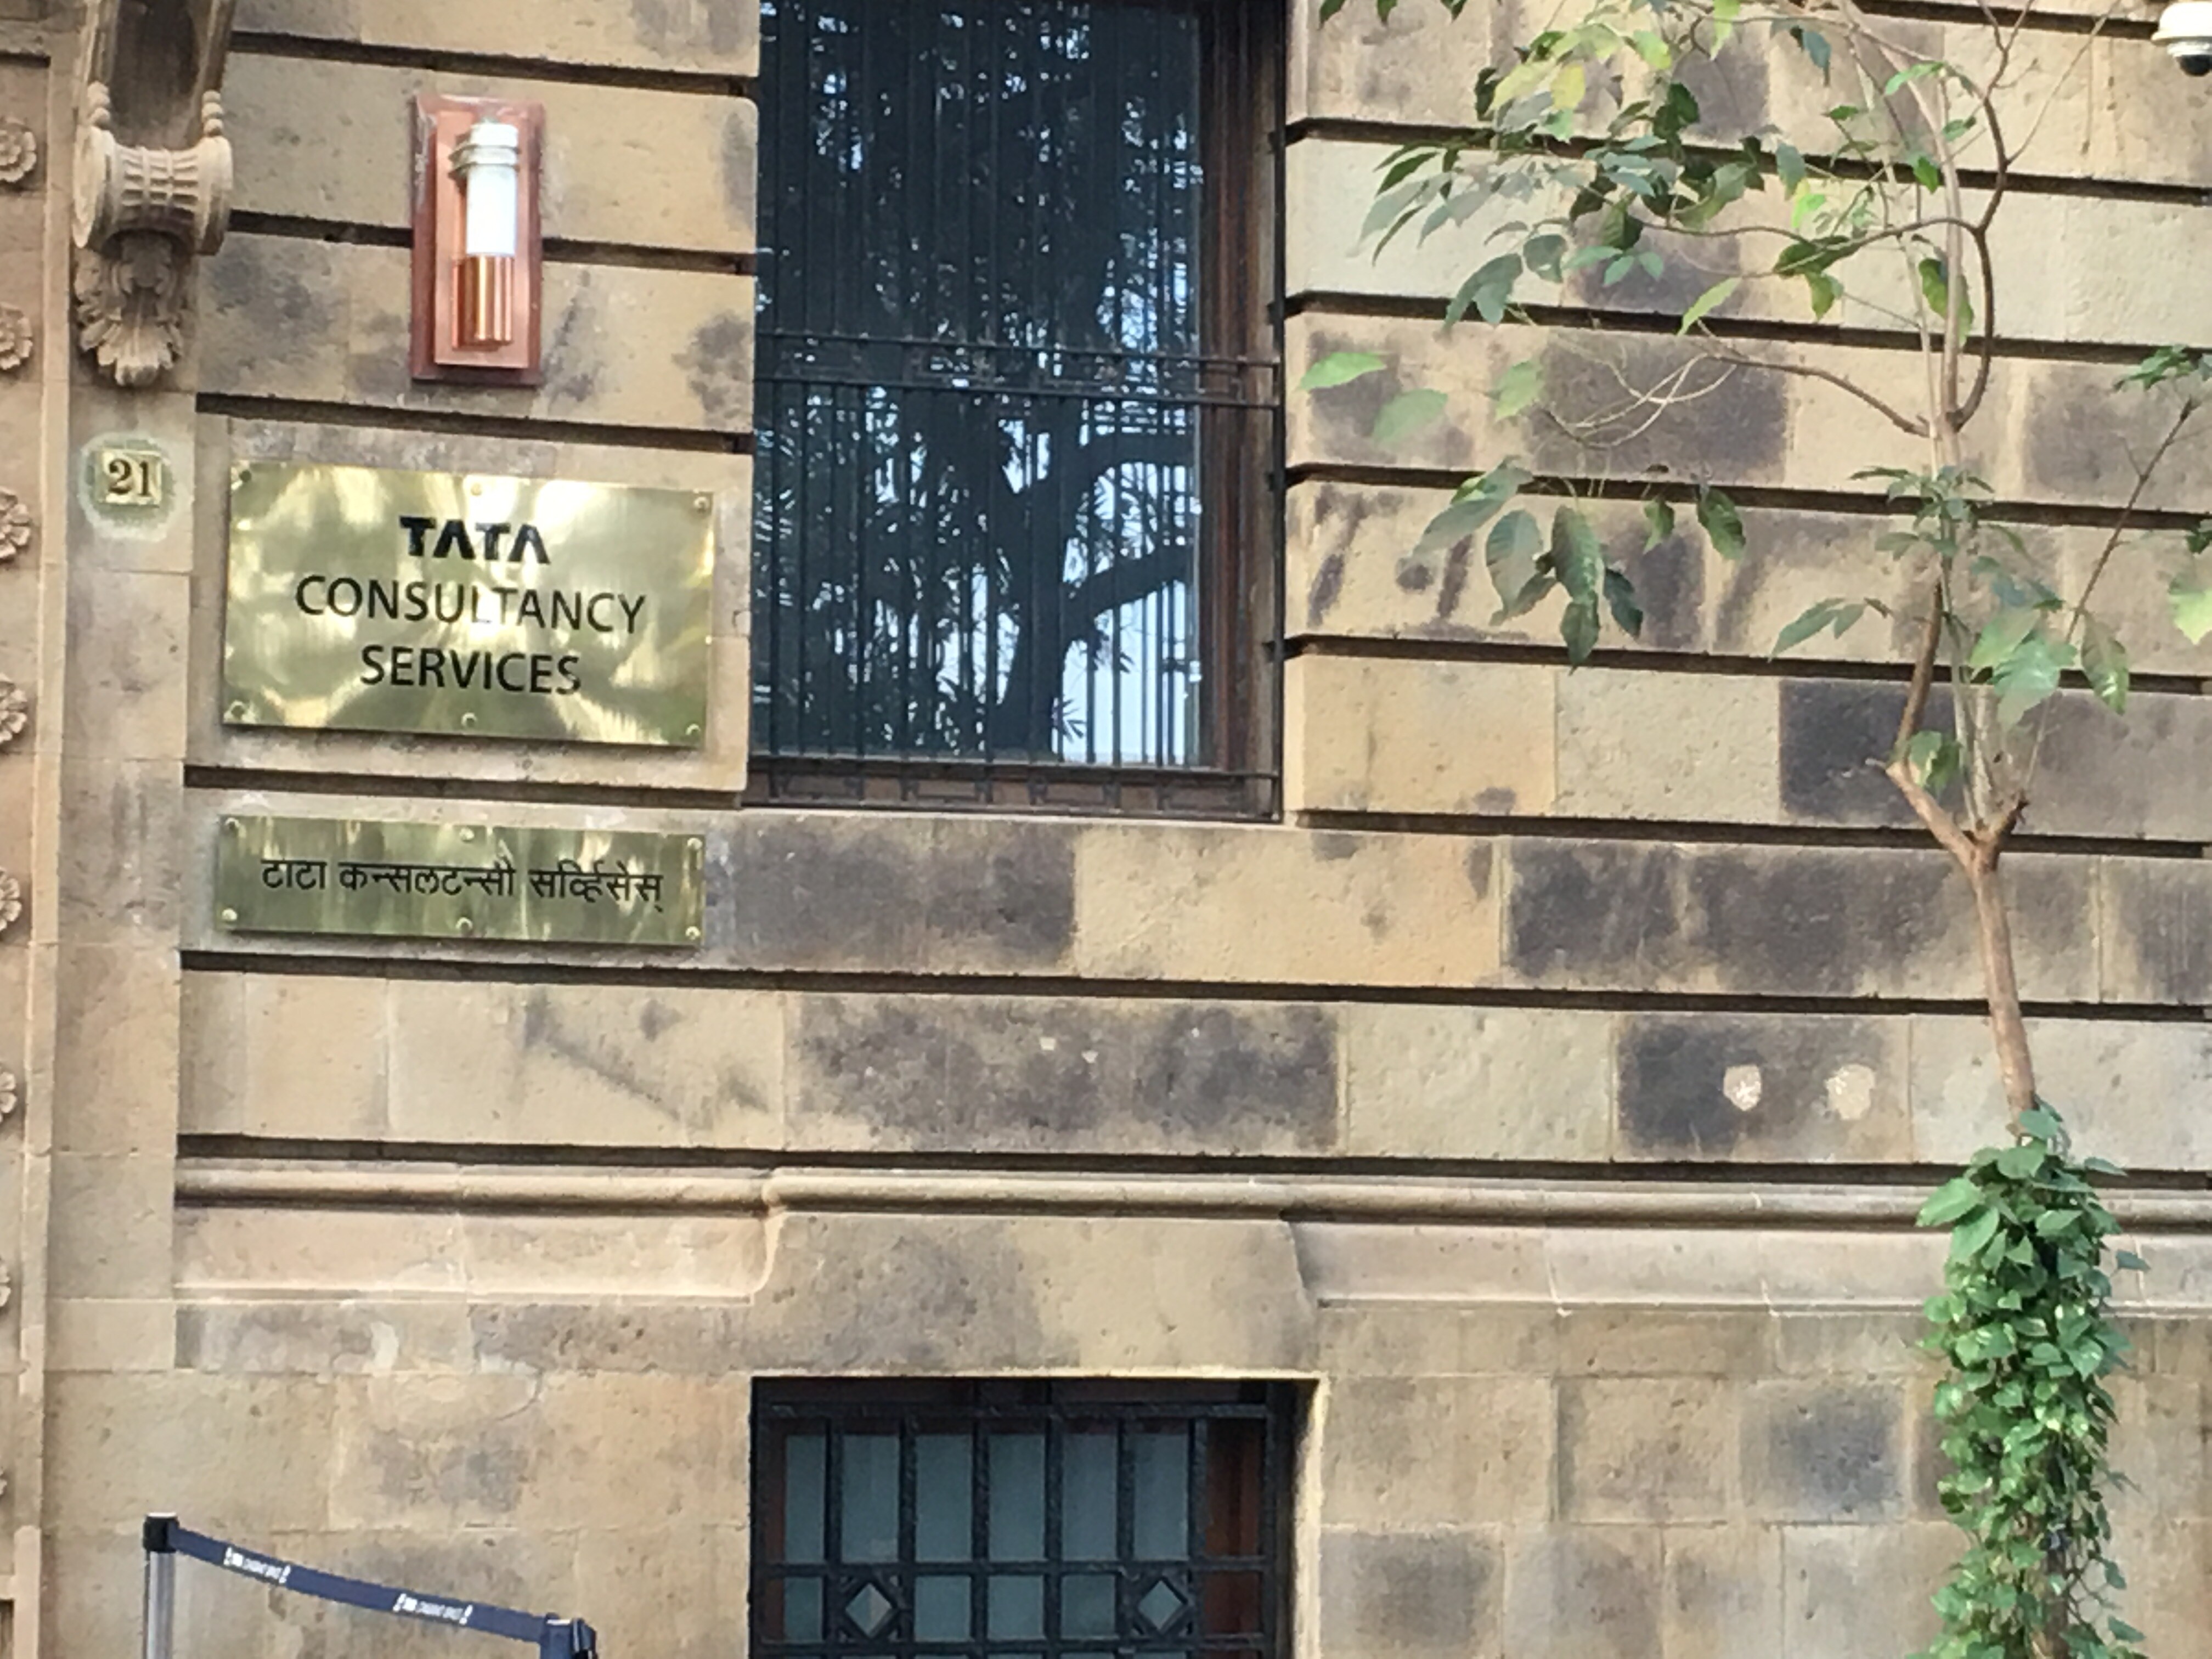 21
TATA
CONSULTANCY
SERVICES
टाटा कन्सलटन्सी सर्व्हिसेस्